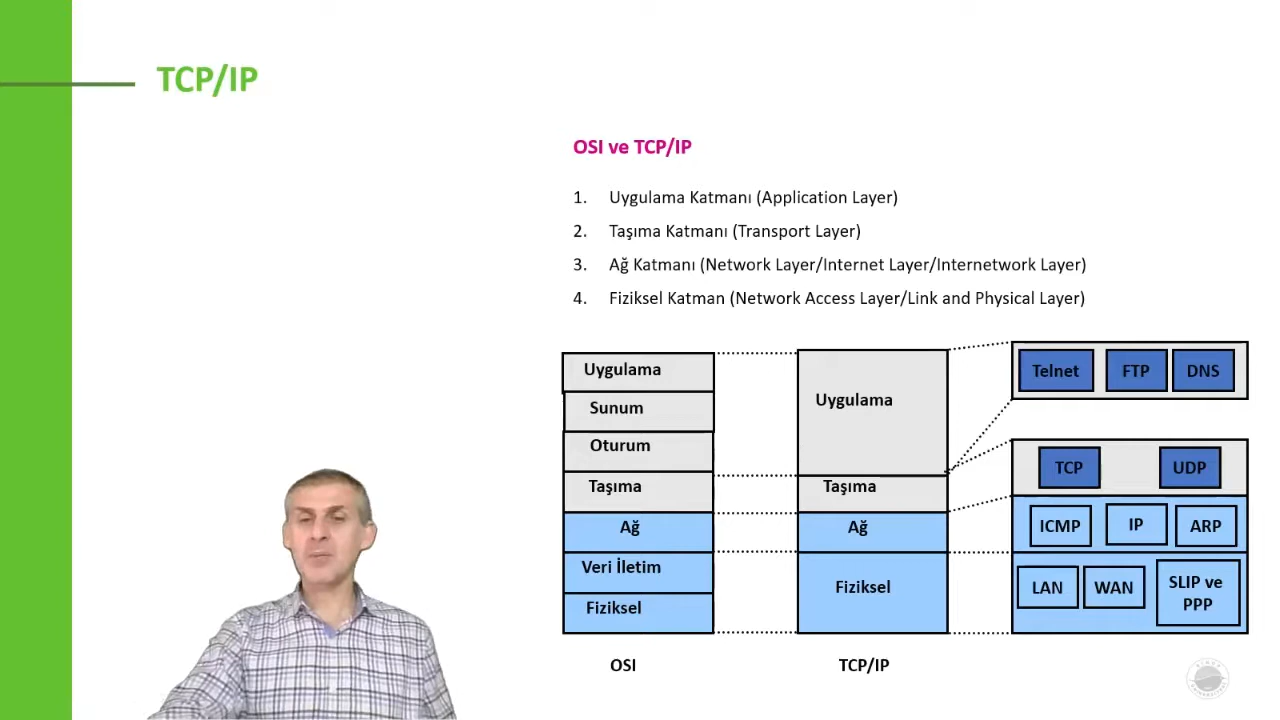 TCP/IP
OSI ve TCP/IP
1. Uygulama Katmanı (Application Layer)
2. Taşıma Katmanı (Transport Layer)
3. Ağ Katmanı (Network Layer/Internet Layer/Internetwork Layer)
4. Fiziksel Katman (Network Access Layer/Link and Physical Layer)
Uygulama
Sunum
Oturum
Taşıma
Ağ
Veri İletim
Fiziksel
OSI
Uygulama
Taşıma
Ağ
Fiziksel
TCP/IP
Telnet FTP DNS
TCP UDP
ICMP IP ARP
LAN WAN SLIP ve
PPP